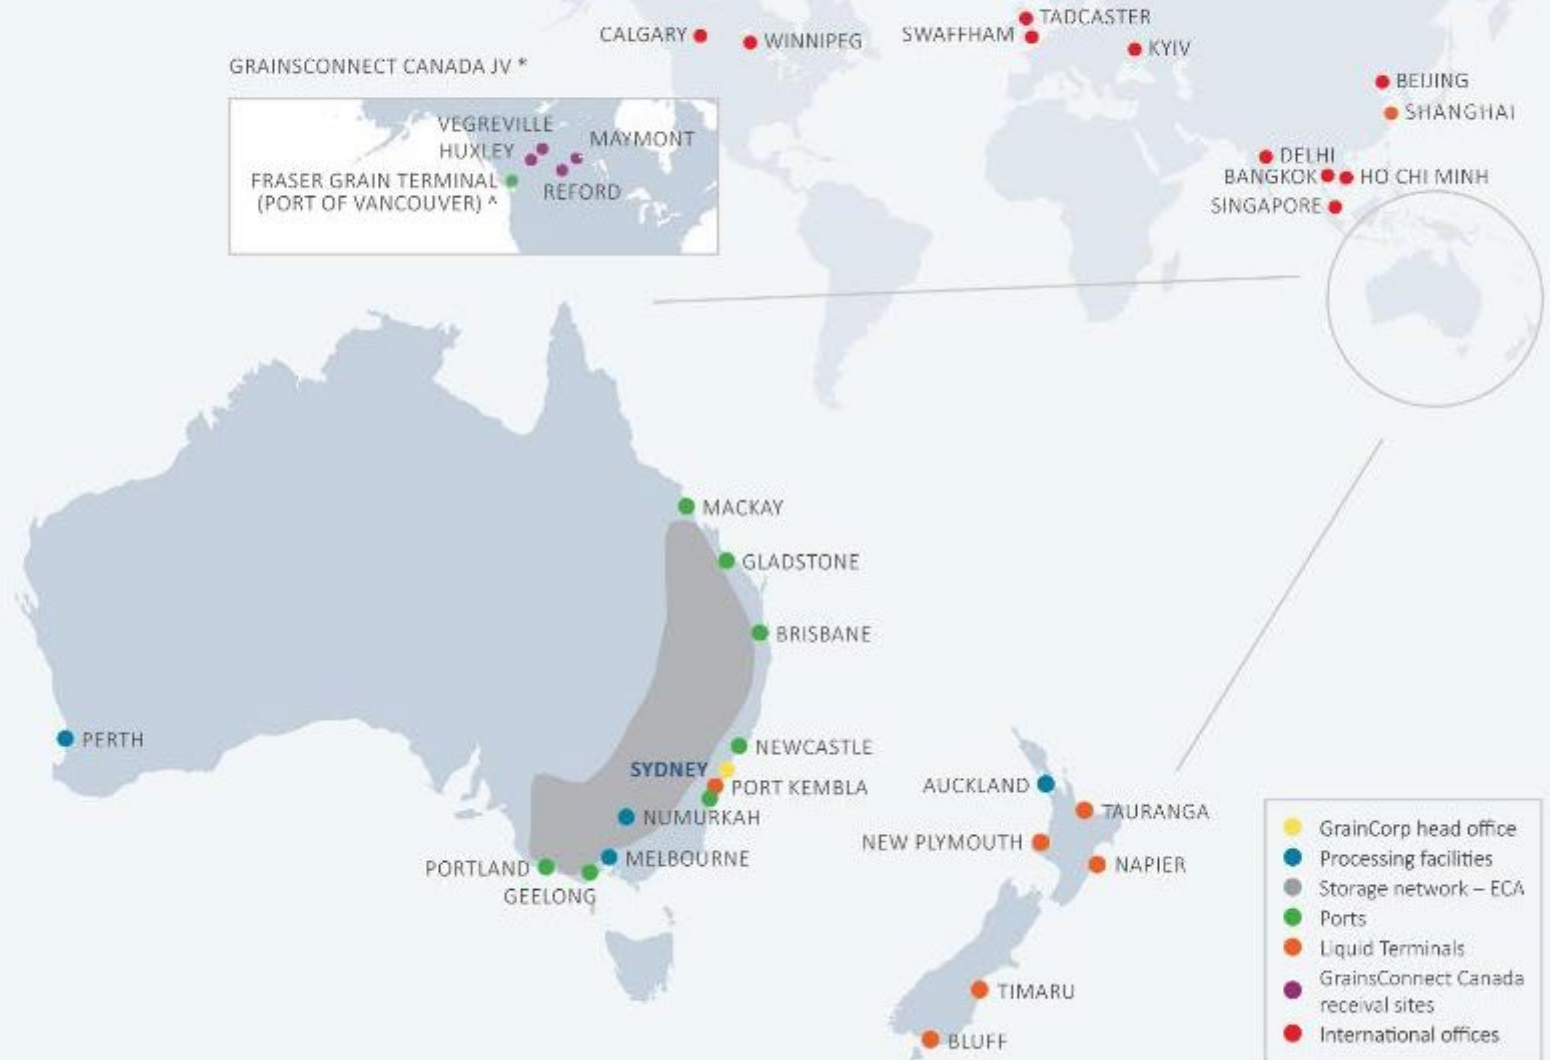 CALGARY
WINNIPEG
SWAFFHAM
TADCASTER
KYIV
BEIJING
SHANGHAI
DELHI
BANGKOK
HO CHI MINH
SINGAPORE
GRAINSCONNECT CANADA JV *
VEGREVILLE
HUXLEY
MAYMONT
REFORD
FRASER GRAIN TERMINAL
(PORT OF VANCOUVER) ^
MACKAY
GLADSTONE
BRISBANE
PERTH
NEWCASTLE
SYDNEY
PORT KEMBLA
NUMURKAH
MELBOURNE
PORTLAND
GEELONG
AUCKLAND
TAURANGA
NEW PLYMOUTH
NAPIER
TIMARU
BLUFF
GrainCorp head office
Processing facilities
Storage network – ECA
Ports
Liquid Terminals
GrainsConnect Canada
receival sites
International offices